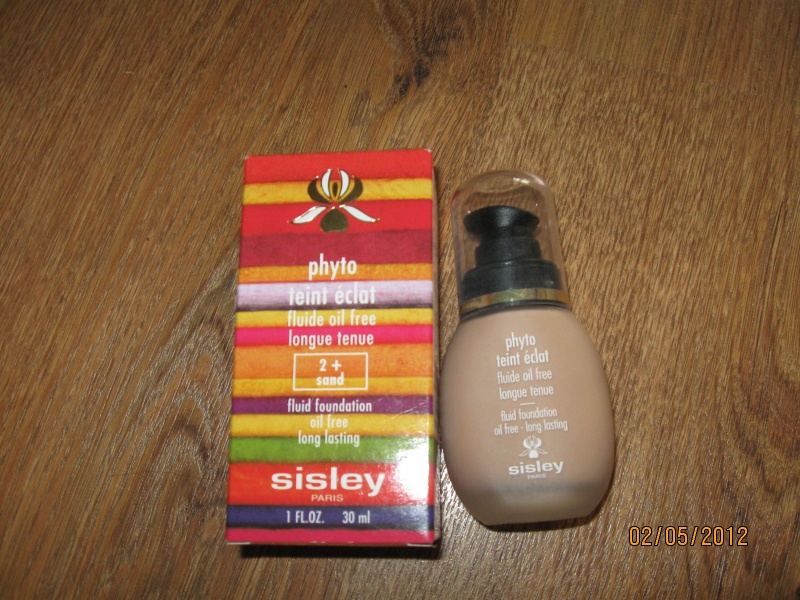 phyto
teint éclat
fluide oil free
longue tenue
2 +
sand
fluid foundation
oil free
long lasting
sisley
PARIS
1 FL.OZ. 30 ml
phyto
teint éclat
fluide oil free
longue tenue
fluid foundation
oil free - long lasting
sisley
PARIS
02/05/2012